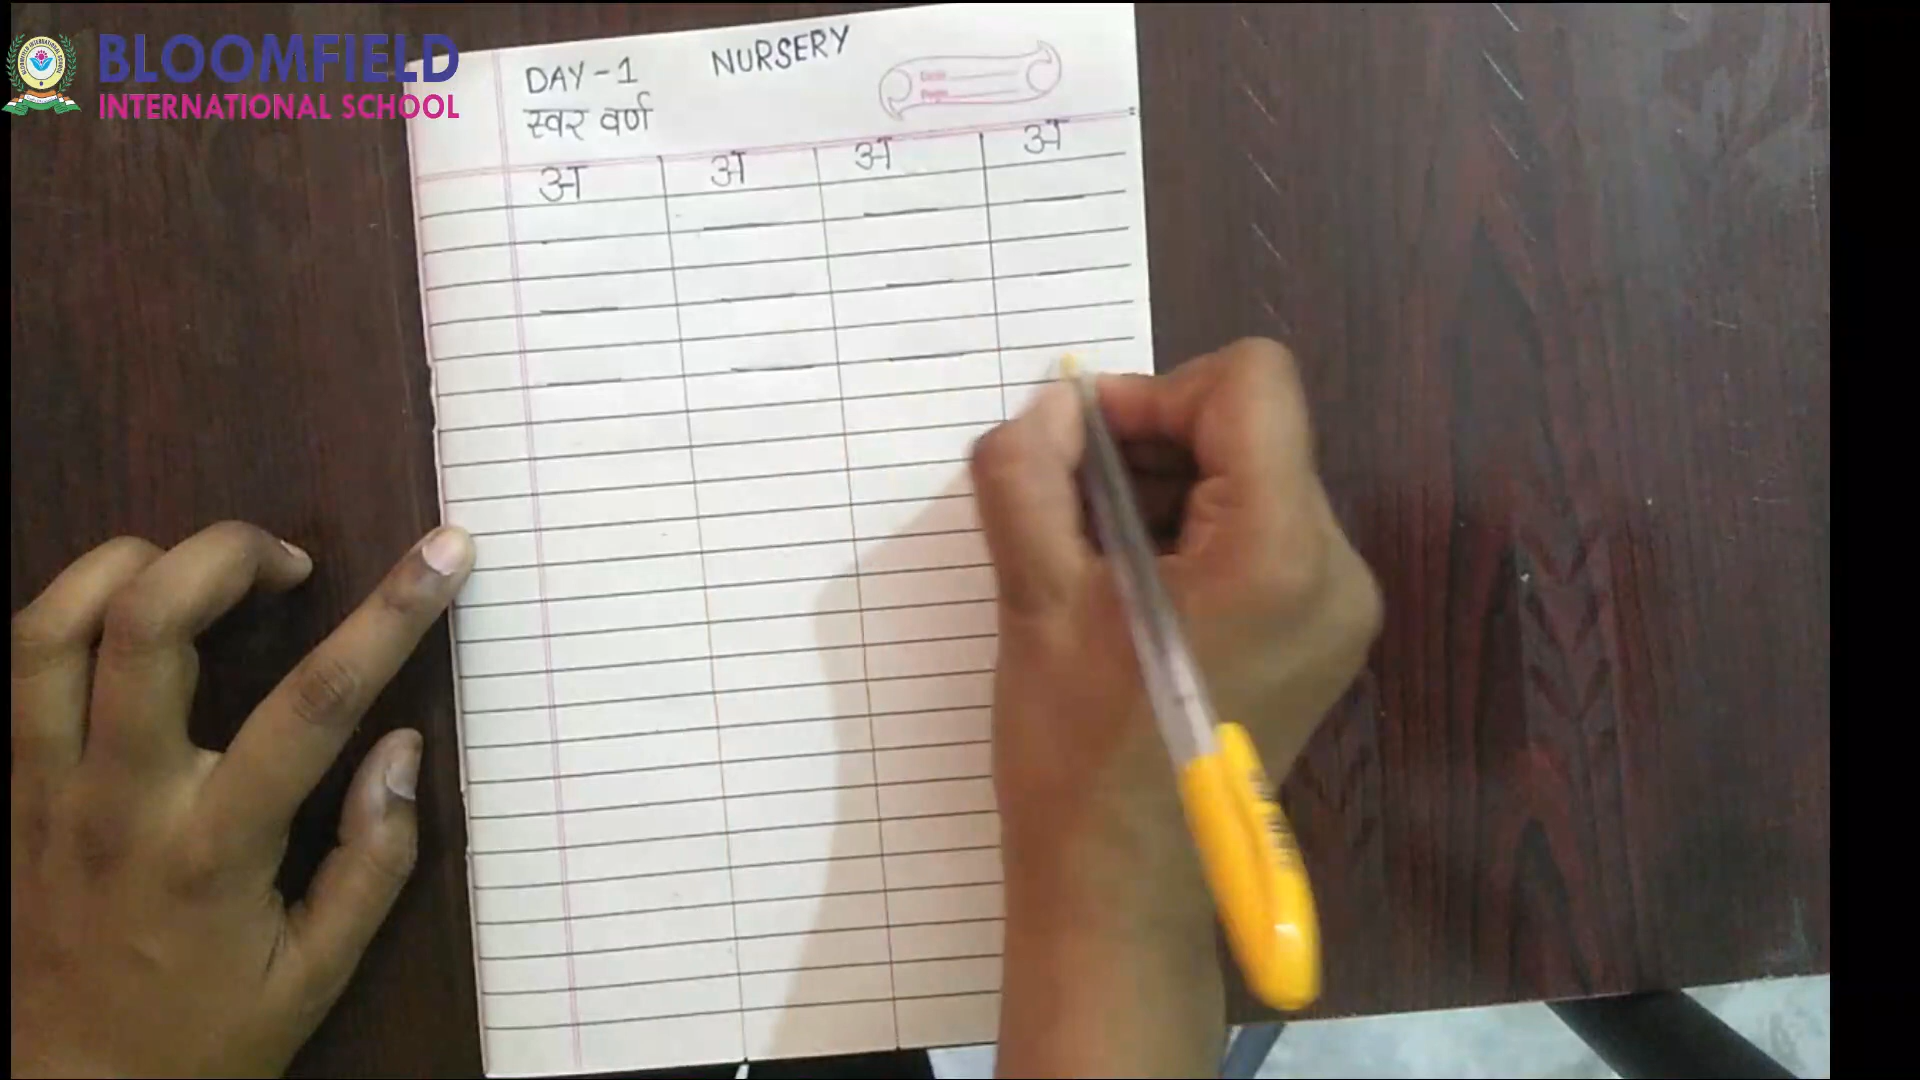 BLOOMFIELD
INTERNATIONAL SCHOOL
DAY-1 NURSERY
स्वर वर्ण
अ अ अ अ